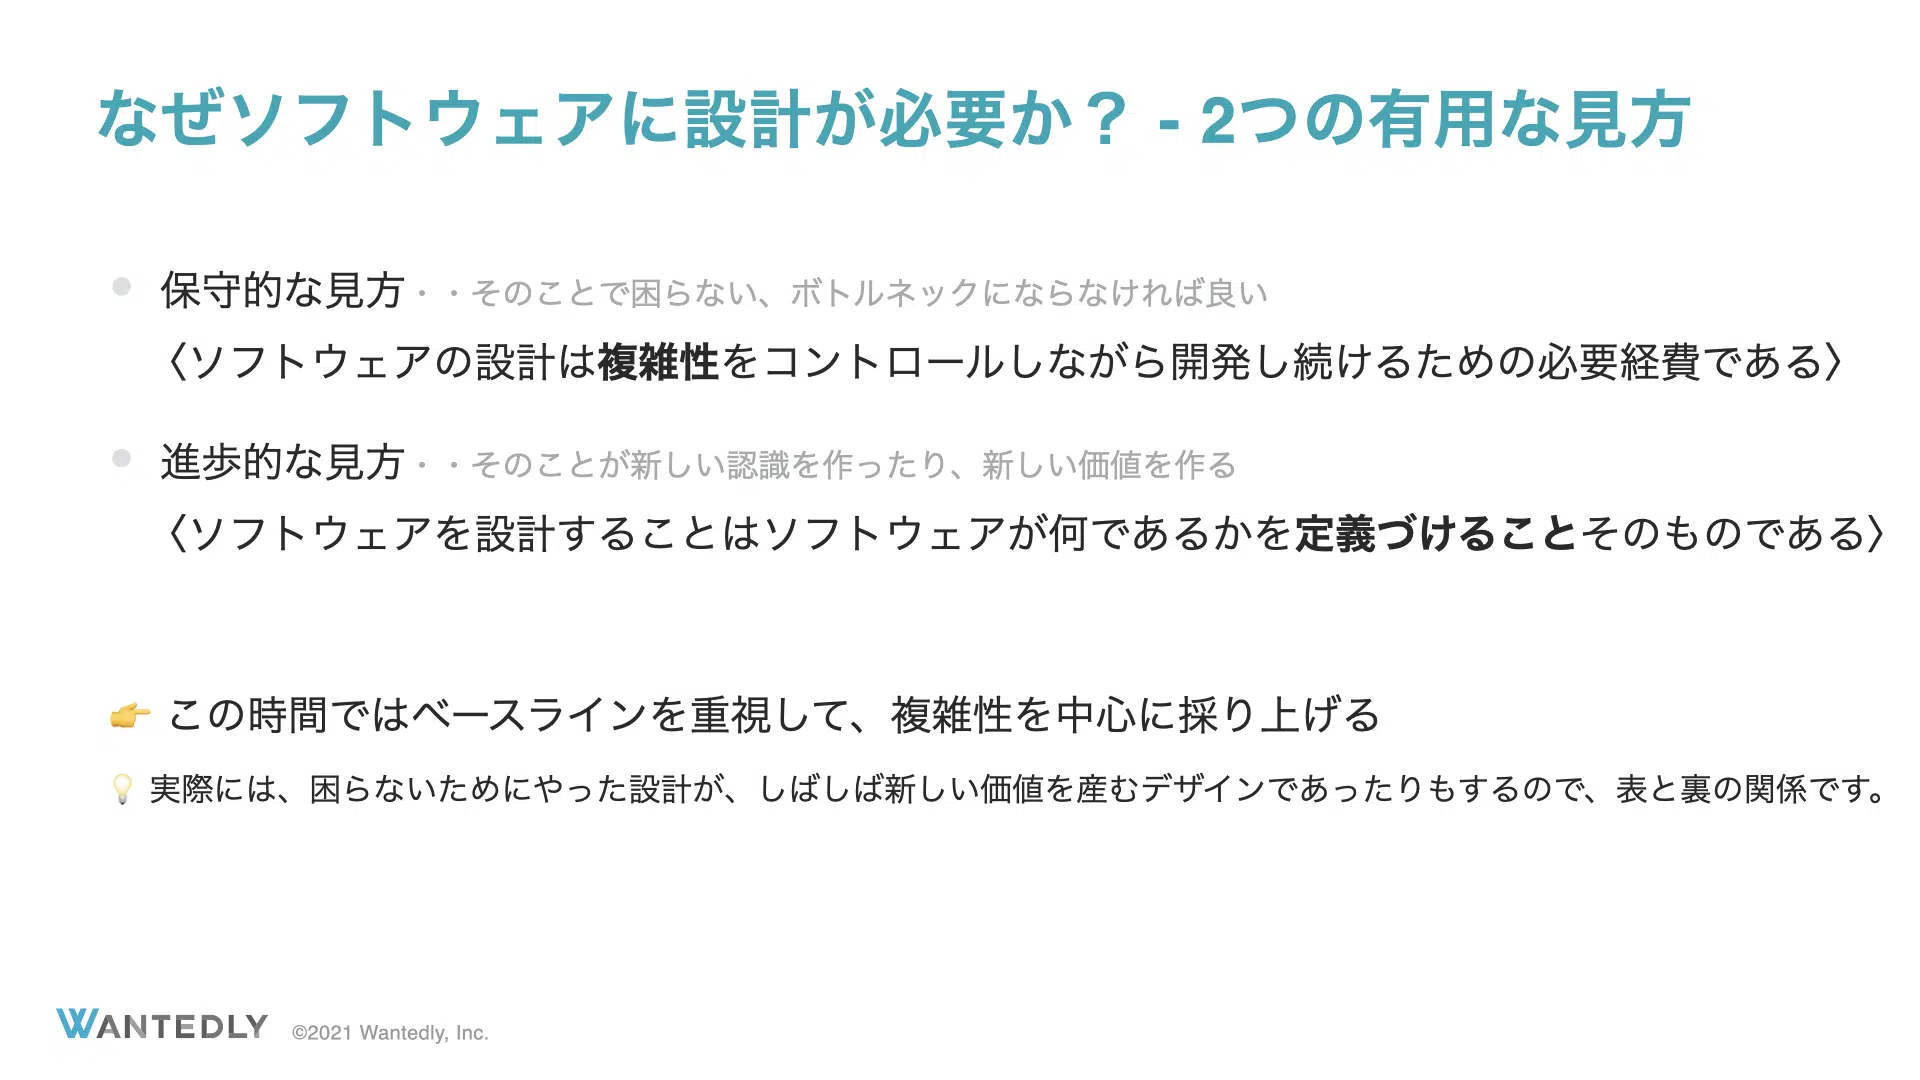 なぜソフトウェアに設計が必要か？ - 2つの有用な見方
保守的な見方・・そのことで困らない、ボトルネックにならなければ良い
〈ソフトウェアの設計は複雑性をコントロールしながら開発し続けるための必要経費である〉
進歩的な見方・・そのことが新しい認識を作ったり、新しい価値を作る
〈ソフトウェアを設計することはソフトウェアが何であるかを定義づけることそのものである〉
👉 この時間ではベースラインを重視して、複雑性を中心に採り上げる
💡 実際には、困らないためにやった設計が、しばしば新しい価値を産むデザインであったりもするので、表と裏の関係です。
WANTEDLY ©2021 Wantedly, Inc.